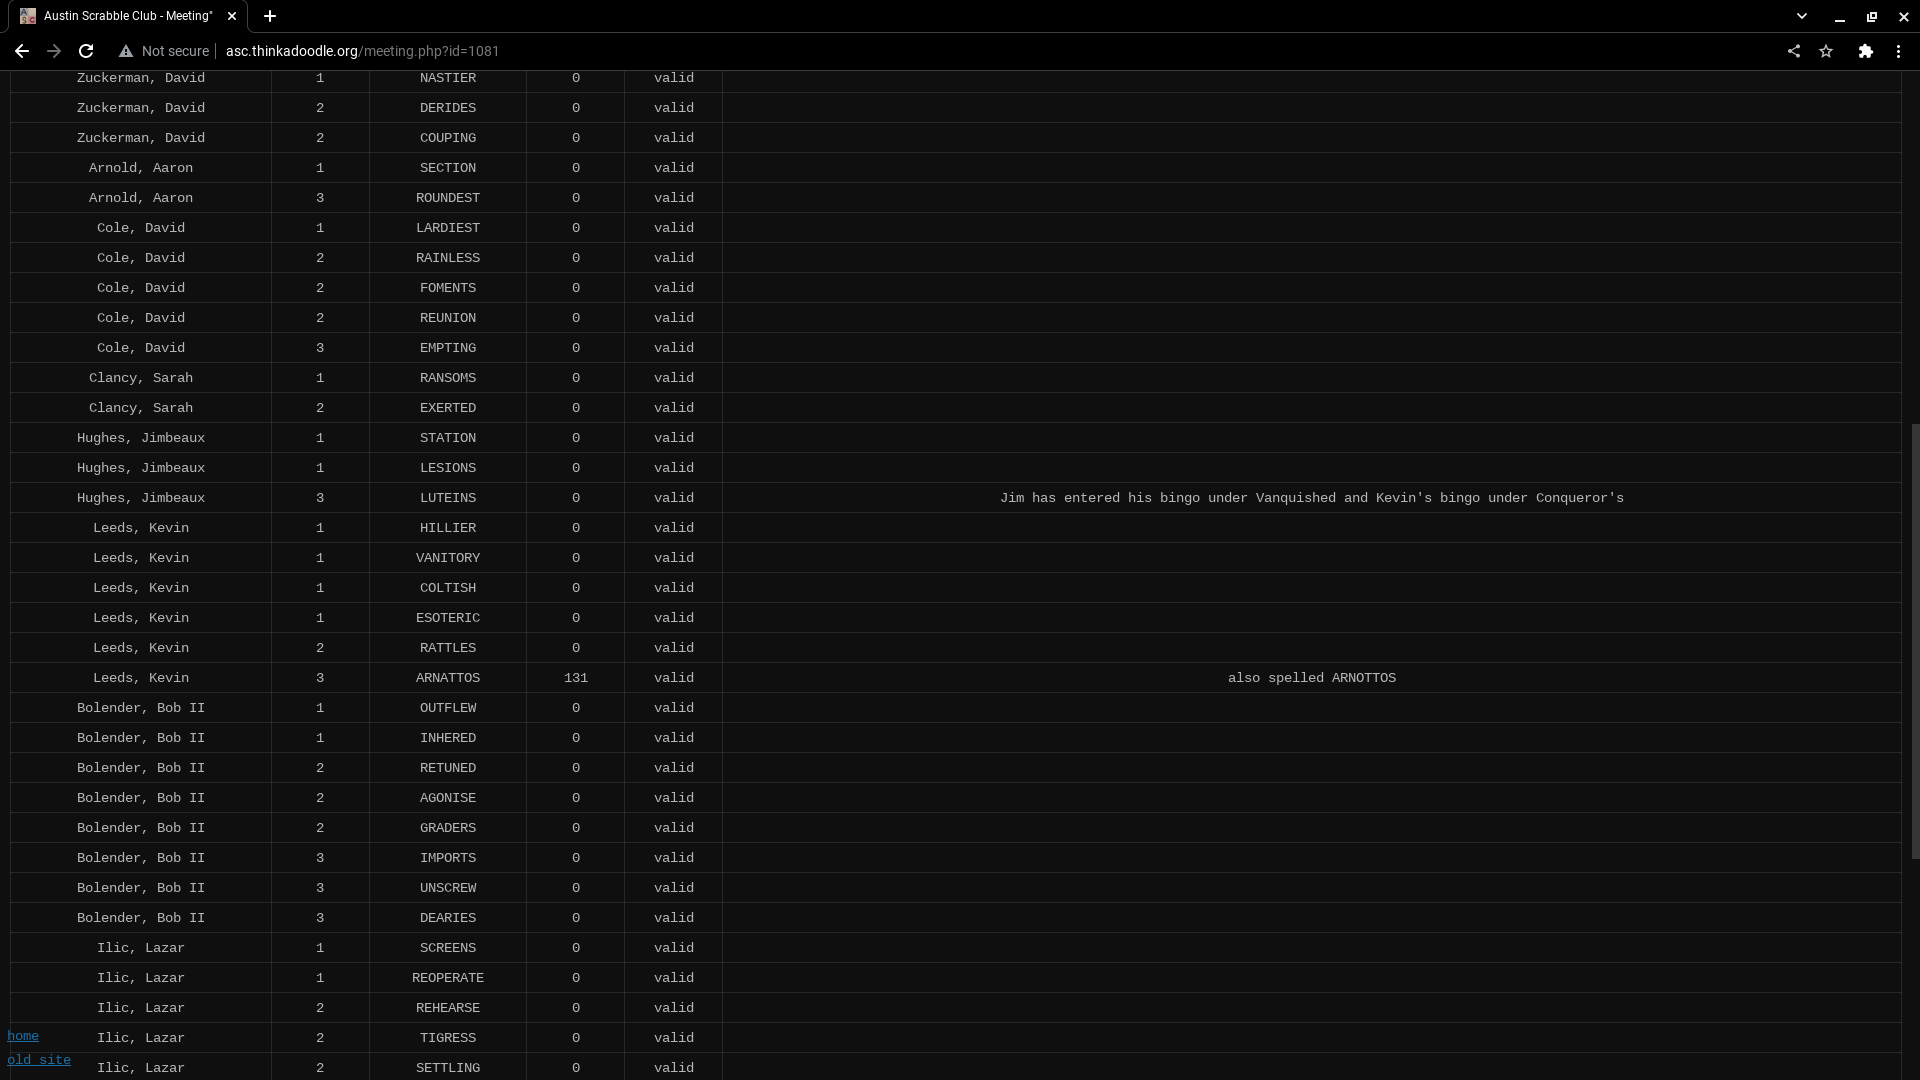 Austin Scrabble Club - Meeting"
Not secure asc.thinkadoodle.org/meeting.php?id=1081
Zuckerman, David 1 NASTIER 0 valid
Zuckerman, David 2 DERIDES 0 valid
Zuckerman, David 2 COUPING 0 valid
Arnold, Aaron 1 SECTION 0 valid
Arnold, Aaron 3 ROUNDEST 0 valid
Cole, David 1 LARDIEST 0 valid
Cole, David 2 RAINLESS 0 valid
Cole, David 2 FOMENTS 0 valid
Cole, David 2 REUNION 0 valid
Cole, David 3 EMPTING 0 valid
Clancy, Sarah 1 RANSOMS 0 valid
Clancy, Sarah 2 EXERTED 0 valid
Hughes, Jimbeaux 1 STATION 0 valid
Hughes, Jimbeaux 1 LESIONS 0 valid
Hughes, Jimbeaux 3 LUTEINS 0 valid Jim has entered his bingo under Vanquished and Kevin's bingo under Conqueror's
Leeds, Kevin 1 HILLIER 0 valid
Leeds, Kevin 1 VANITORY 0 valid
Leeds, Kevin 1 COLTISH 0 valid
Leeds, Kevin 1 ESOTERIC 0 valid
Leeds, Kevin 2 RATTLES 0 valid
Leeds, Kevin 3 ARNATTOS 131 valid also spelled ARNOTTOS
Bolender, Bob II 1 OUTFLEW 0 valid
Bolender, Bob II 1 INHERED 0 valid
Bolender, Bob II 2 RETUNED 0 valid
Bolender, Bob II 2 AGONISE 0 valid
Bolender, Bob II 2 GRADERS 0 valid
Bolender, Bob II 3 IMPORTS 0 valid
Bolender, Bob II 3 UNSCREW 0 valid
Bolender, Bob II 3 DEARIES 0 valid
Ilic, Lazar 1 SCREENS 0 valid
Ilic, Lazar 1 REOPERATE 0 valid
Ilic, Lazar 2 REHEARSE 0 valid
Ilic, Lazar 2 TIGRESS 0 valid
Ilic, Lazar 2 SETTLING 0 valid
home
old site